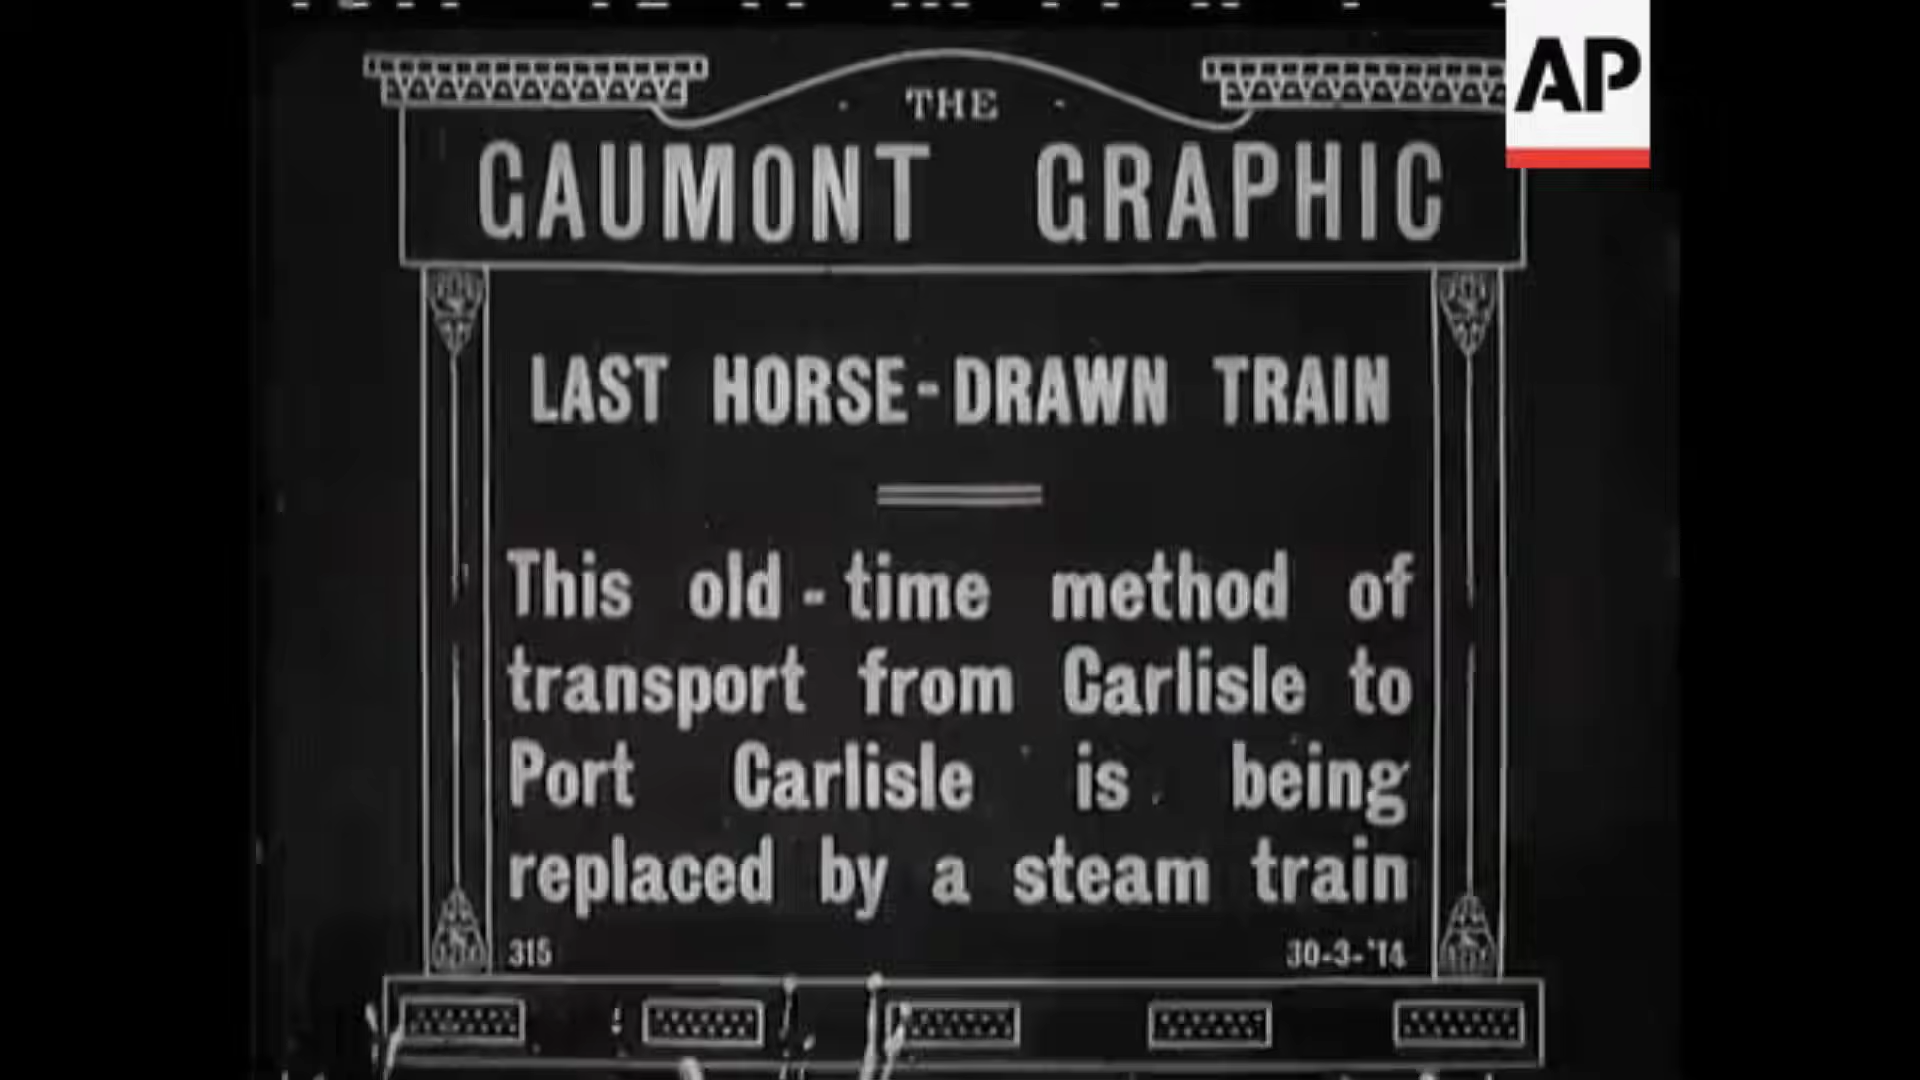 AP
THE
GAUMONT GRAPHIC
LAST HORSE-DRAWN TRAIN
This old-time method of
transport from Carlisle to
Port Carlisle is being
replaced by a steam train
315
30-3-'14